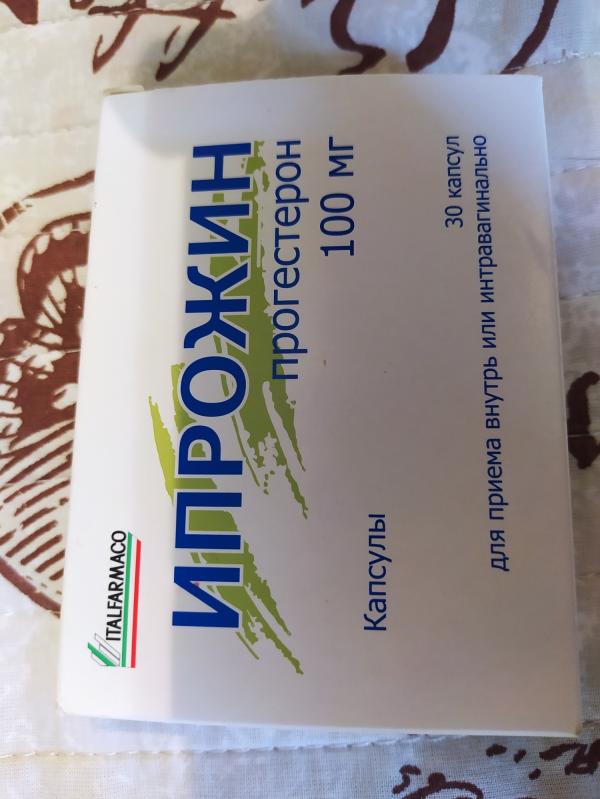 ITALFARMACO
ИПРОЖИН
прогестерон
100 мг
Капсулы
30 капсул
для приема внутрь или интравагинально